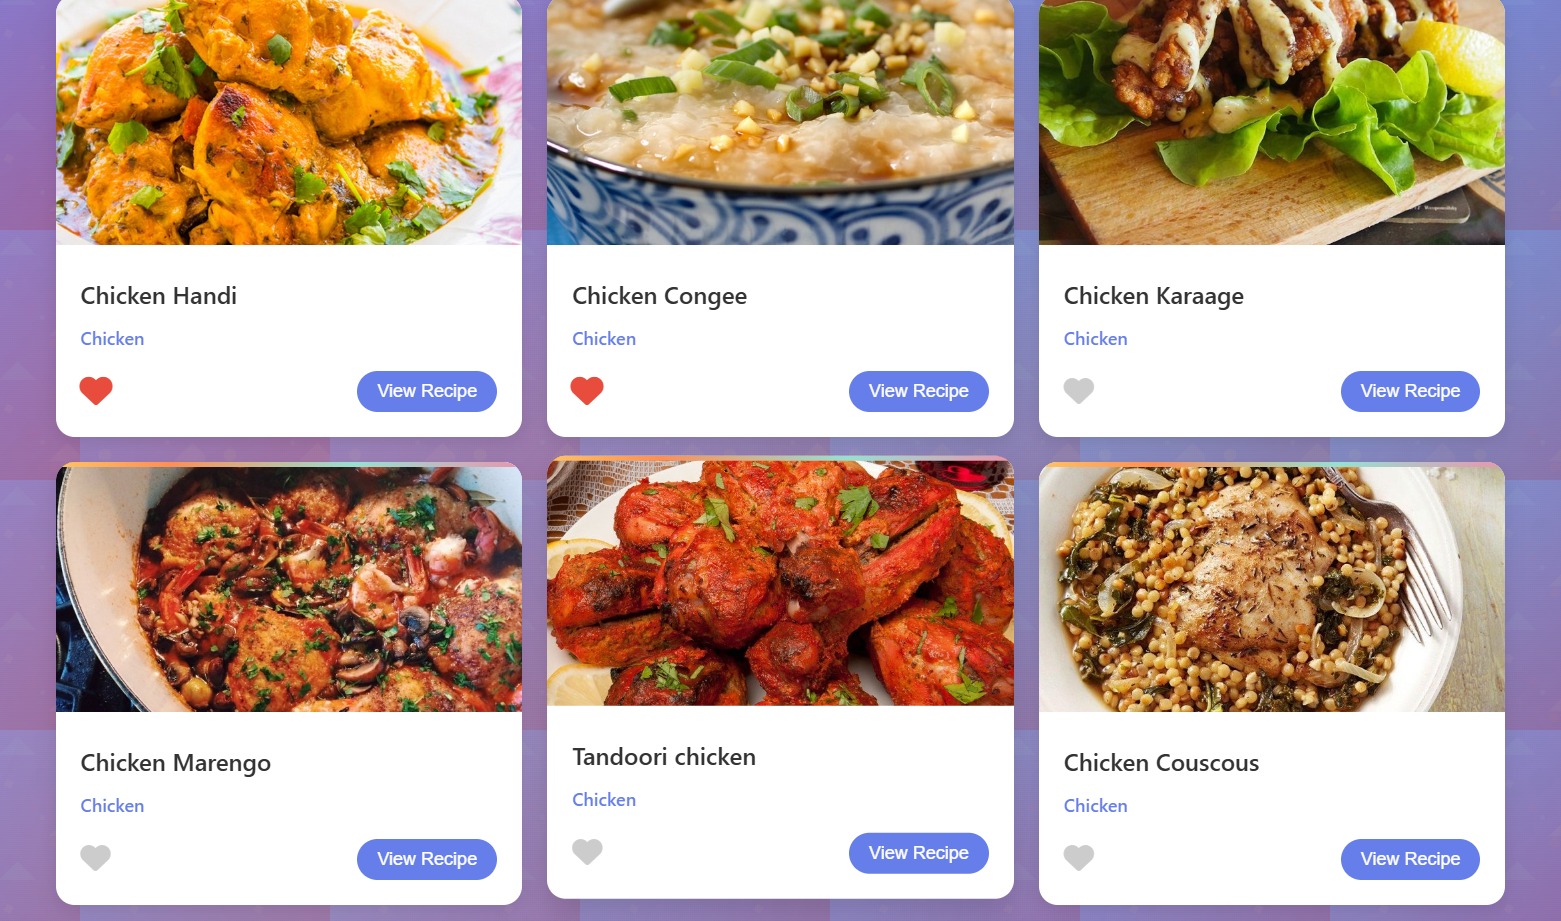 Chicken Handi
Chicken
View Recipe
Chicken Congee
Chicken
View Recipe
Chicken Karaage
Chicken
View Recipe
Chicken Marengo
Chicken
View Recipe
Tandoori chicken
Chicken
View Recipe
Chicken Couscous
Chicken
View Recipe